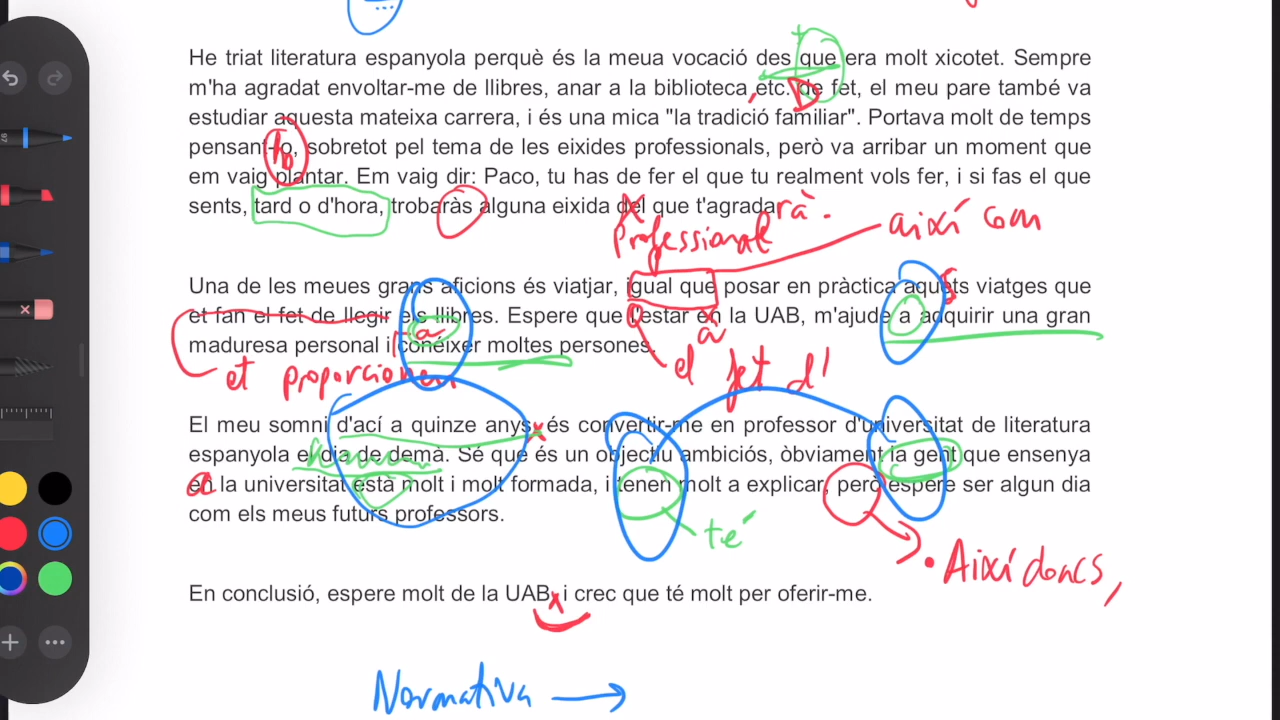 He triat literatura espanyola perquè és la meua vocació des que era molt xicotet. Sempre
m'ha agradat envoltar-me de llibres, anar a la biblioteca, etc. De fet, el meu pare també va
estudiar aquesta mateixa carrera, i és una mica "la tradició familiar". Portava molt de temps
pensant-ho, sobretot pel tema de les eixides professionals, però va arribar un moment que
em vaig plantar. Em vaig dir: Paco, tu has de fer el que tu realment vols fer, i si fas el que
sents, tard o d'hora, trobaràs alguna eixida del que t'agrada
rà.
professional
així com
Una de les meues grans aficions és viatjar, igual que posar en pràctica aquets viatges que
s
et fan el fet de llegir els llibres. Espere que l'estar en la UAB, m'ajude a adquirir una gran
a
a
maduresa personal i conèixer moltes persones.
et proporcionen
el fet d'
El meu somni d'ací a quinze anys, és convertir-me en professor d'universitat de literatura
x
espanyola el dia de demà. Sé que és un objectiu ambiciós, òbviament la gent que ensenya
a
en la universitat està molt i molt formada, i tenen molt a explicar, però espere ser algun dia
com els meus futurs professors.
té
. Així doncs,
En conclusió, espere molt de la UAB, i crec que té molt per oferir-me.
x
Normativa →